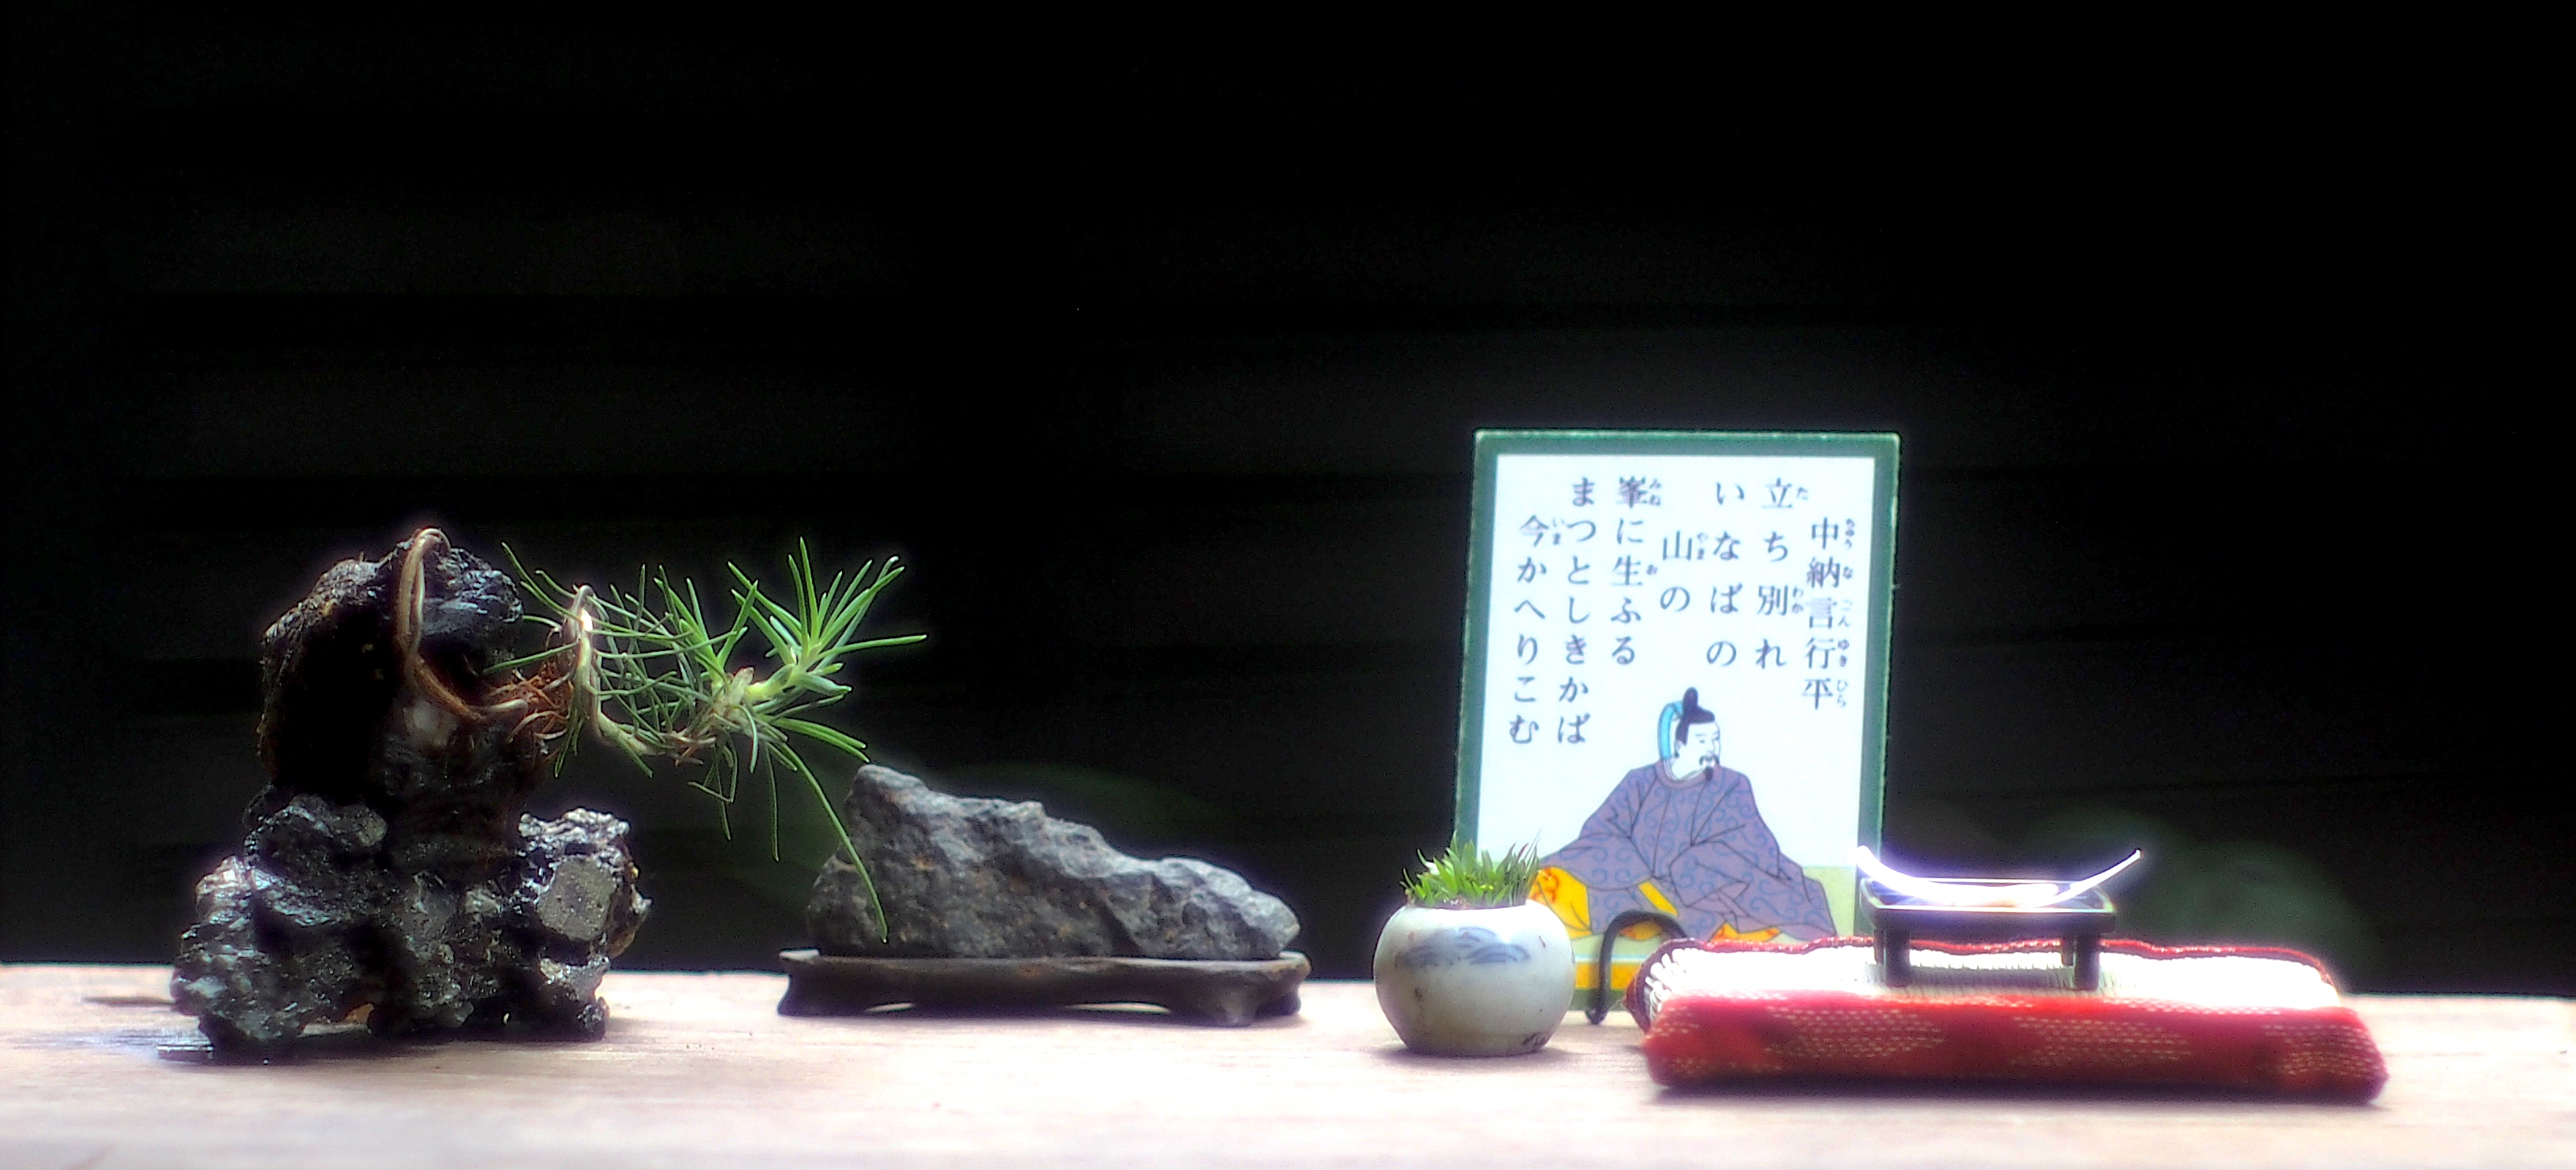 中納言行平
立ち別れ
いなばの
山の
峯に生ふる
まつとしきかば
今かへりこむ